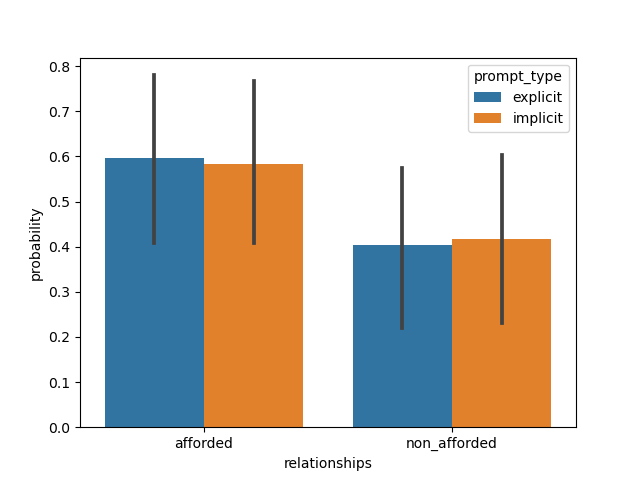 prompt_type
explicit
implicit
probability
0.8
0.7
0.6
0.5
0.4
0.3
0.2
0.1
0.0
afforded
non_afforded
relationships